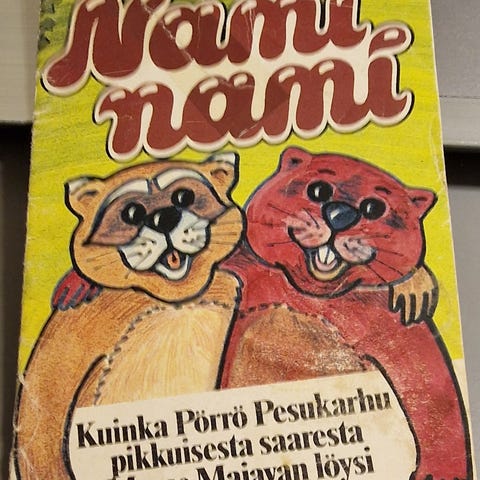 Nami
nami
Kuinka Pörrö Pesukarhu
pikkuisesta saaresta
Majavan löysi